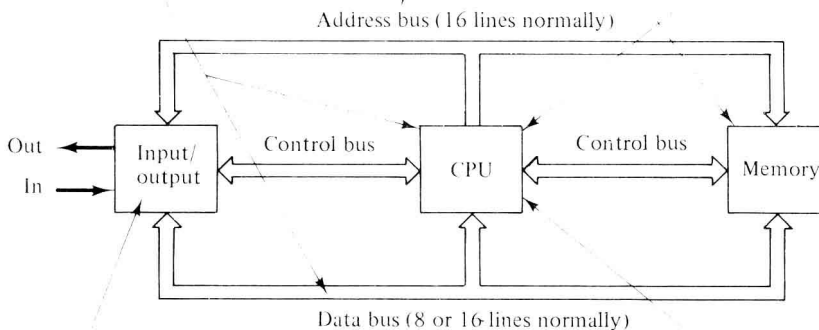 Address bus (16 lines normally)
Out
In
Input/
output
Control bus
CPU
Control bus
Memory
Data bus (8 or 16 lines normally)